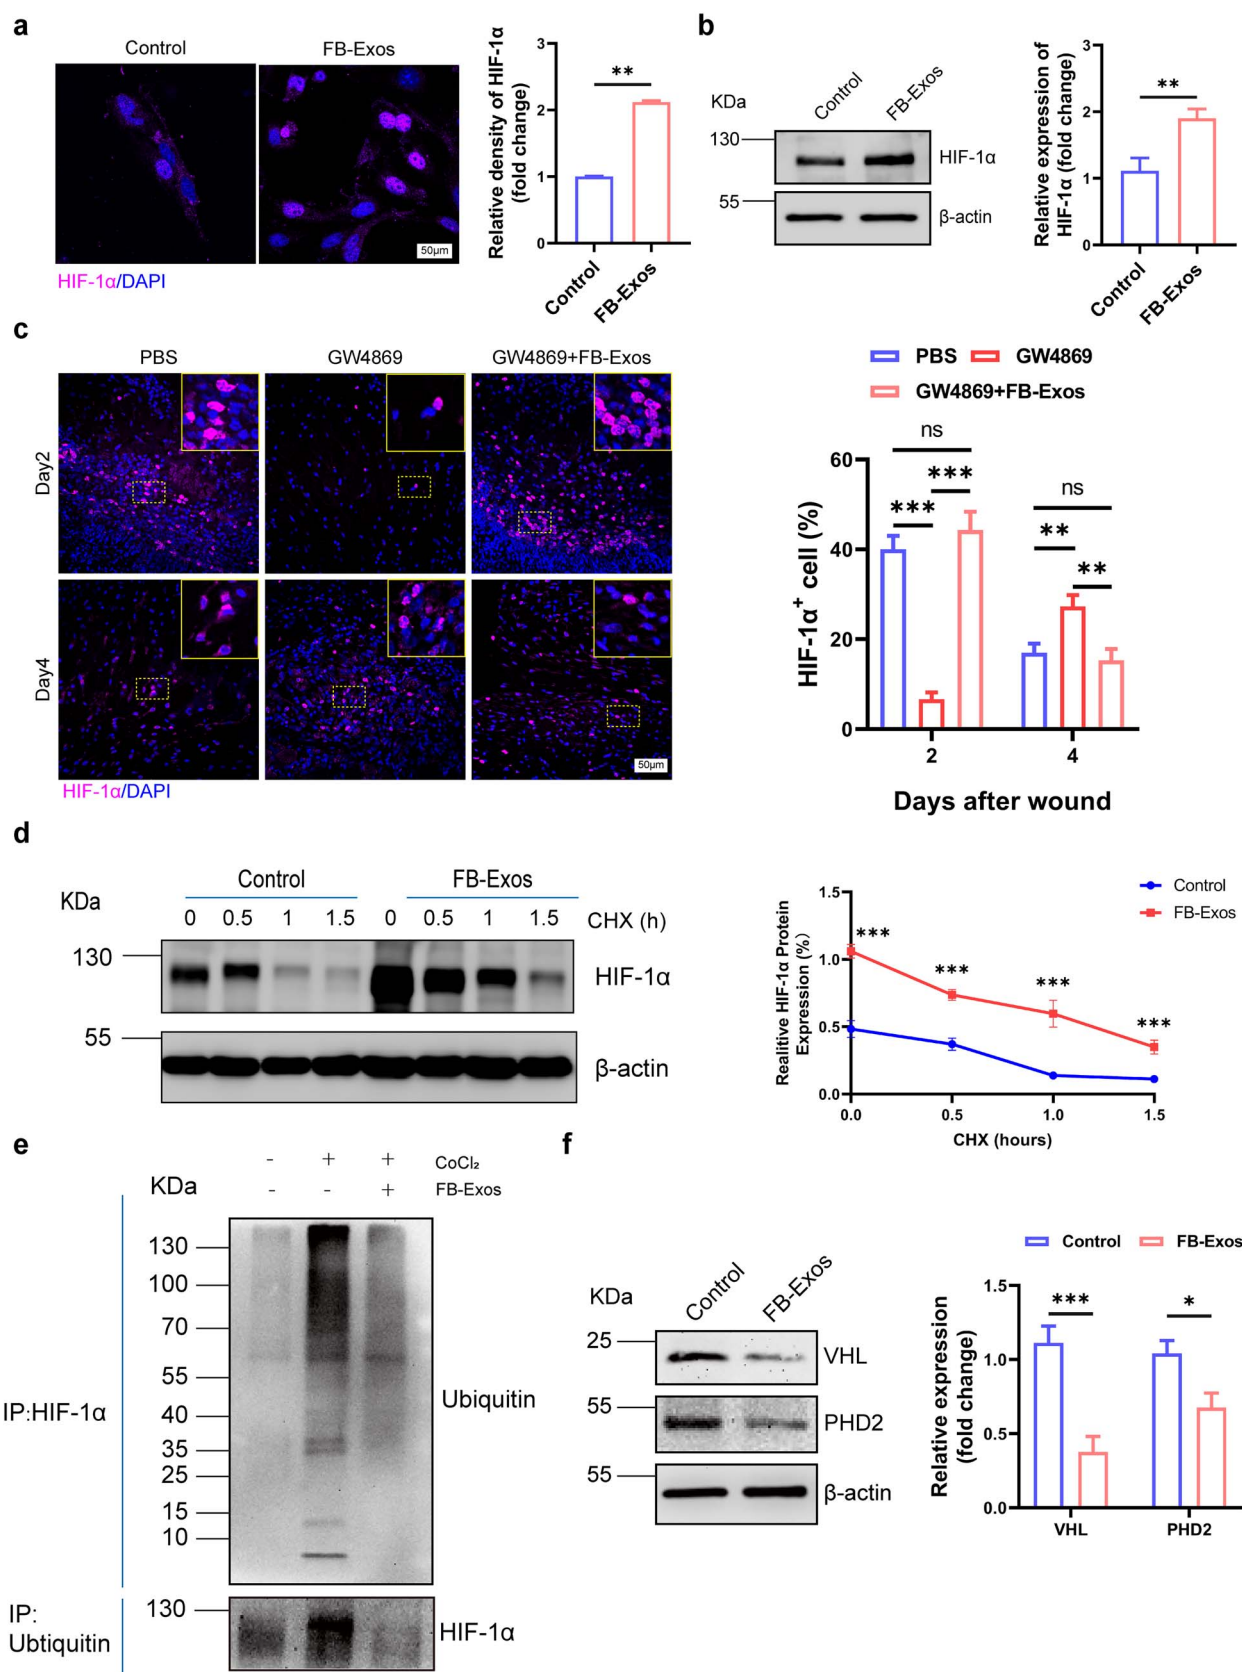 a
Control
FB-Exos
50μm
HIF-1α/DAPI
Relative density of HIF-1α
(fold change)
3
2
1
0
**
Control
FB-Exos
b
KDa
Control
FB-Exos
130
HIF-1α
55
β-actin
Relative expression of
HIF-1α (fold change)
3
2
1
0
**
Control
FB-Exos
c
PBS
GW4869
GW4869+FB-Exos
Day2
Day4
50μm
HIF-1α/DAPI
PBS
GW4869
GW4869+FB-Exos
HIF-1α+ cell (%)
60
40
20
0
ns
***
***
ns
**
**
2
4
Days after wound
d
KDa
Control
FB-Exos
0 0.5 1 1.5 0 0.5 1 1.5 CHX (h)
130
HIF-1α
55
β-actin
Control
FB-Exos
Realitive HIF-1α Protein
Expression (%)
1.5
1.0
0.5
0.0
***
***
***
***
0.0 0.5 1.0 1.5
CHX (hours)
e
- + + CoCl₂
- - + FB-Exos
KDa
130
100
70
55
40
35
25
15
10
IP:HIF-1α
Ubiquitin
IP:
Ubtiquitin
130
HIF-1α
f
KDa
Control
FB-Exos
25
VHL
55
PHD2
55
β-actin
Control
FB-Exos
Relative expression
(fold change)
1.5
1.0
0.5
0.0
***
*
VHL
PHD2